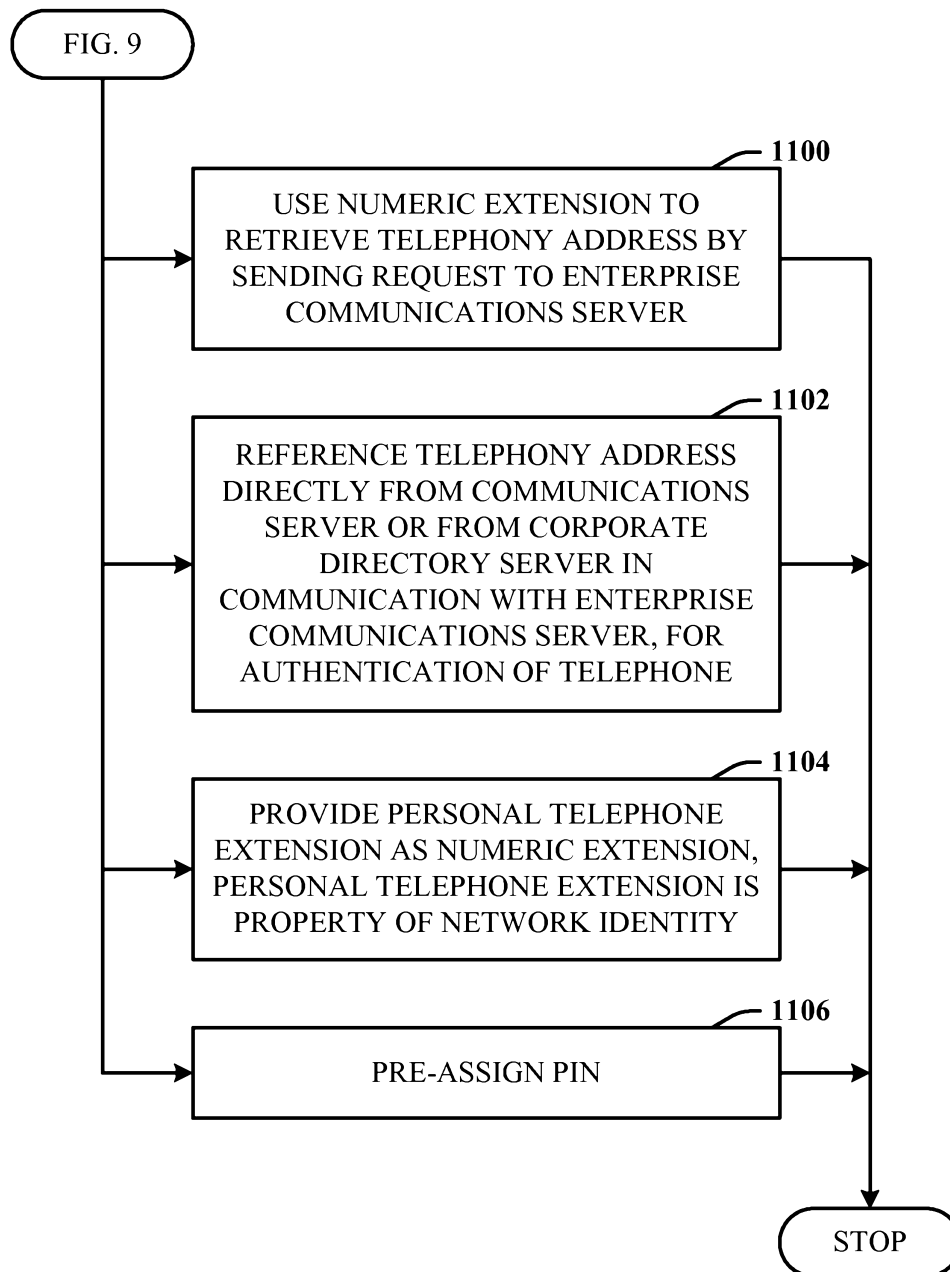 FIG. 9
1100
USE NUMERIC EXTENSION TO
RETRIEVE TELEPHONY ADDRESS BY
SENDING REQUEST TO ENTERPRISE
COMMUNICATIONS SERVER
1102
REFERENCE TELEPHONY ADDRESS
DIRECTLY FROM COMMUNICATIONS
SERVER OR FROM CORPORATE
DIRECTORY SERVER IN
COMMUNICATION WITH ENTERPRISE
COMMUNICATIONS SERVER, FOR
AUTHENTICATION OF TELEPHONE
1104
PROVIDE PERSONAL TELEPHONE
EXTENSION AS NUMERIC EXTENSION,
PERSONAL TELEPHONE EXTENSION IS
PROPERTY OF NETWORK IDENTITY
1106
PRE-ASSIGN PIN
STOP